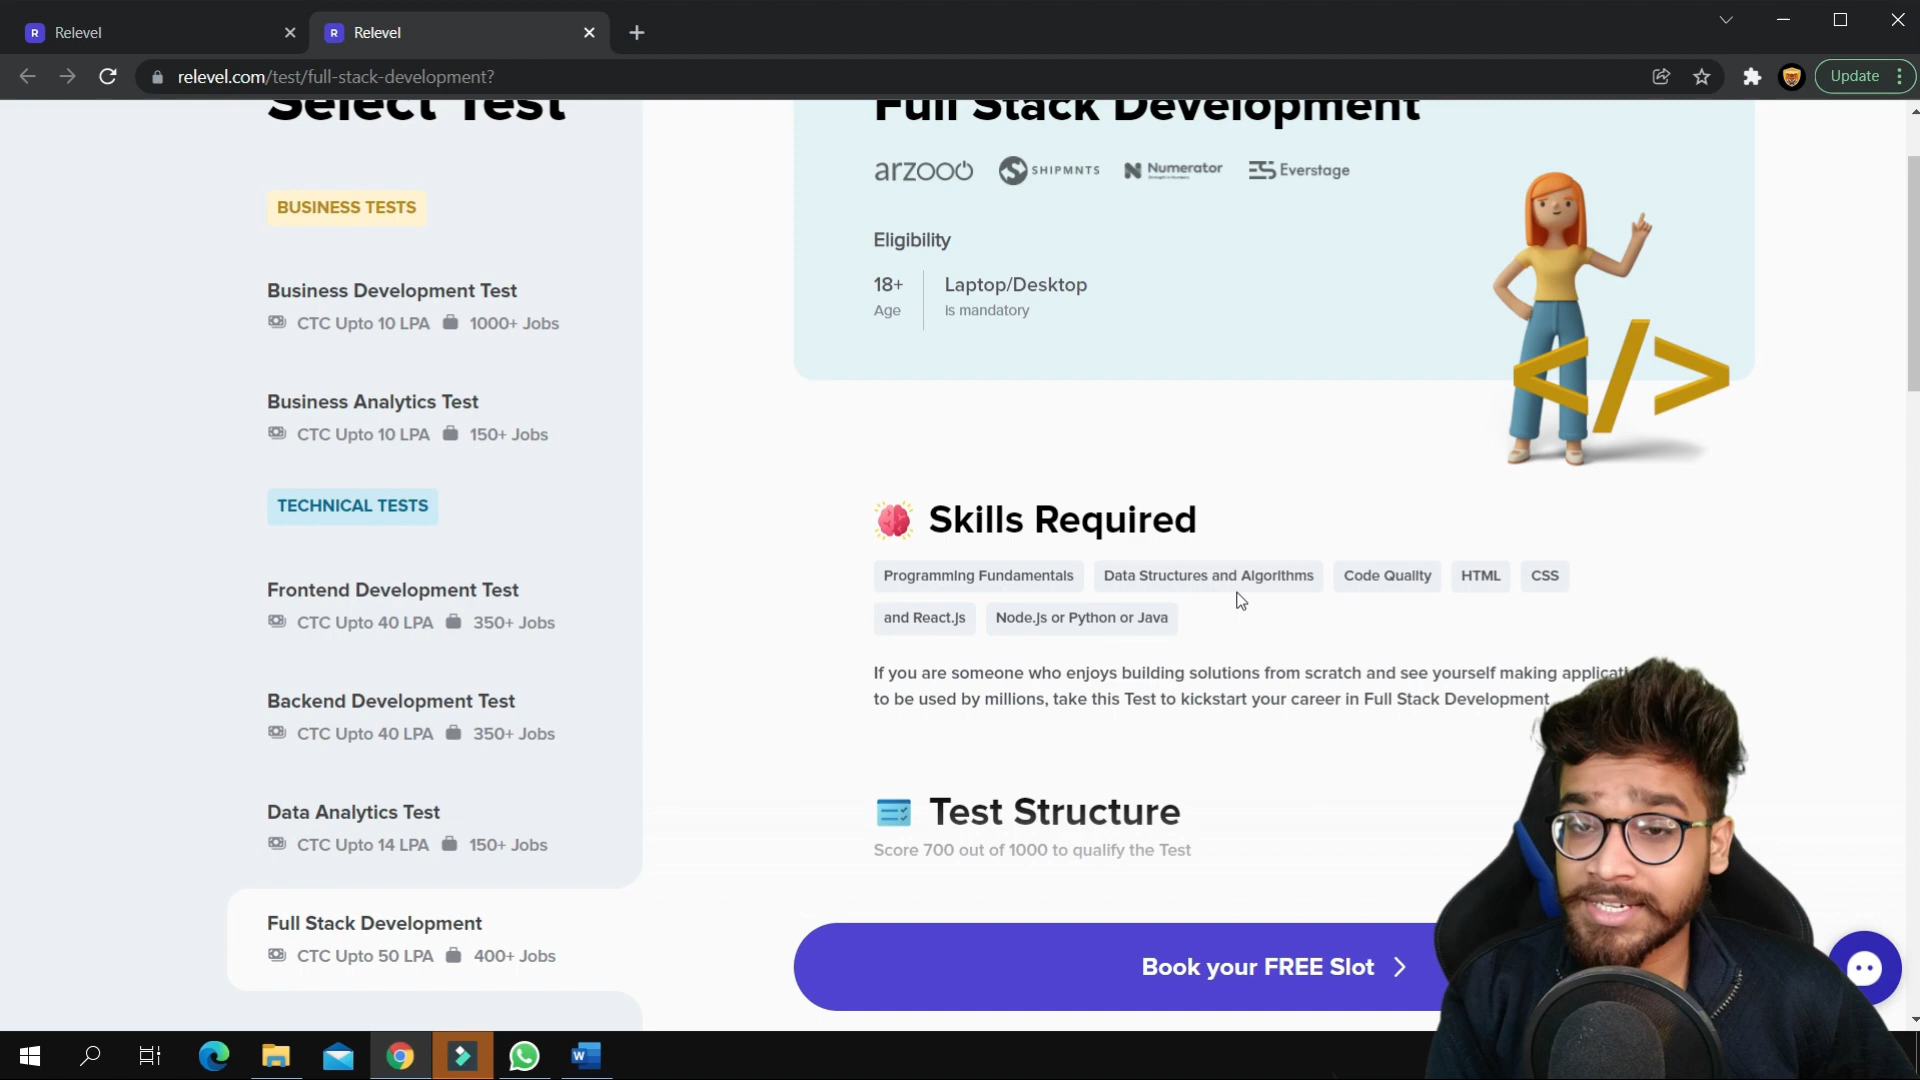 Relevel
Relevel
relevel.com/test/full-stack-development?
Update
Select Test
BUSINESS TESTS
Business Development Test
CTC Upto 10 LPA 1000+ Jobs
Business Analytics Test
CTC Upto 10 LPA 150+ Jobs
TECHNICAL TESTS
Frontend Development Test
CTC Upto 40 LPA 350+ Jobs
Backend Development Test
CTC Upto 40 LPA 350+ Jobs
Data Analytics Test
CTC Upto 14 LPA 150+ Jobs
Full Stack Development
CTC Upto 50 LPA 400+ Jobs
Full Stack Development
arzooo SHIPMNTS Numerator Everstage
Eligibility
18+ Laptop/Desktop
Age Is mandatory
</>
Skills Required
Programming Fundamentals Data Structures and Algorithms Code Quality HTML CSS
and React.js Node.js or Python or Java
If you are someone who enjoys building solutions from scratch and see yourself making
to be used by millions, take this Test to kickstart your career in Full Stack Development
Test Structure
Score 700 out of 1000 to qualify the Test
Book your FREE Slot